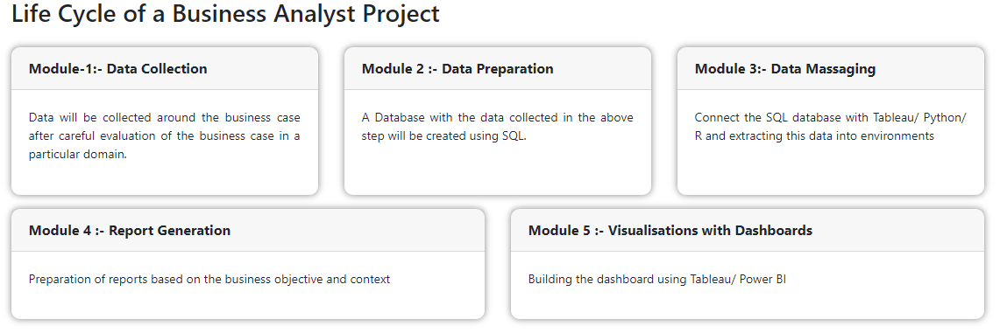 Life Cycle of a Business Analyst Project
Module-1:- Data Collection
Data will be collected around the business case
after careful evaluation of the business case in a
particular domain.
Module 2 :- Data Preparation
A Database with the data collected in the above
step will be created using SQL.
Module 3:- Data Massaging
Connect the SQL database with Tableau/ Python/
R and extracting this data into environments
Module 4 :- Report Generation
Preparation of reports based on the business objective and context
Module 5 :- Visualisations with Dashboards
Building the dashboard using Tableau/ Power BI